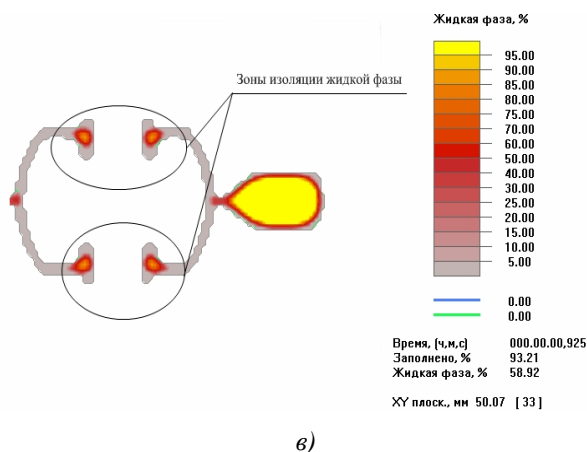 Жидкая фаза, %
95.00
90.00
85.00
80.00
75.00
70.00
65.00
60.00
50.00
40.00
30.00
25.00
20.00
15.00
10.00
5.00
0.00
0.00
Зоны изоляции жидкой фазы
Время, (ч,м,с) 000.00.00,925
Заполнено, % 93.21
Жидкая фаза, % 58.92
XY плоск., мм 50.07 [ 33 ]
в)